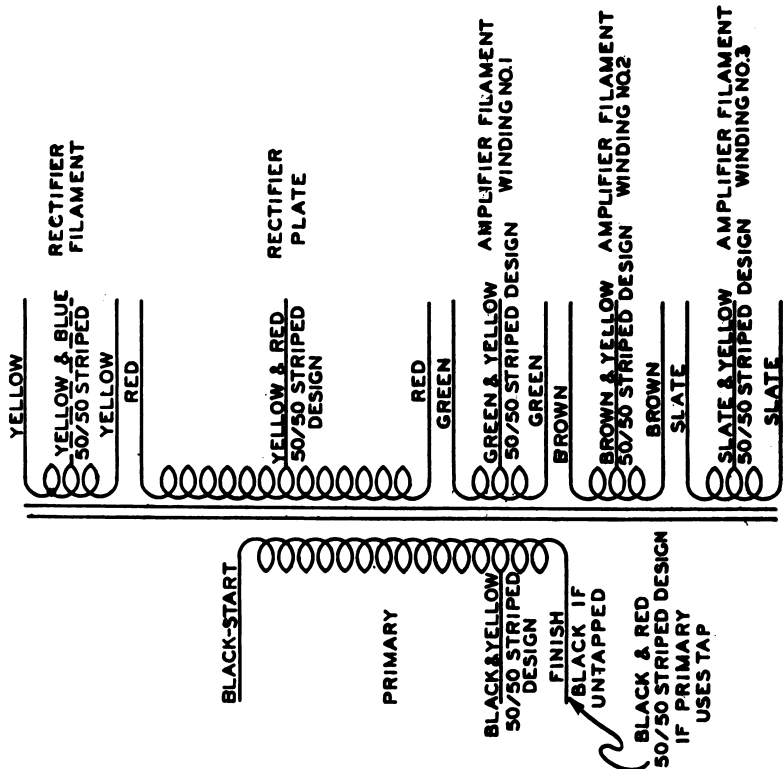 YELLOW
YELLOW & BLUE
50/50 STRIPED
YELLOW
RECTIFIER
FILAMENT
RED
YELLOW & RED
50/50 STRIPED
DESIGN
RED
RECTIFIER
PLATE
GREEN
GREEN & YELLOW
50/50 STRIPED DESIGN
GREEN
AMPLIFIER FILAMENT
WINDING NO.1
BROWN
BROWN & YELLOW
50/50 STRIPED DESIGN
BROWN
AMPLIFIER FILAMENT
WINDING NO.2
SLATE
SLATE & YELLOW
50/50 STRIPED DESIGN
SLATE
AMPLIFIER FILAMENT
WINDING NO.3
BLACK-START
PRIMARY
BLACK & YELLOW
50/50 STRIPED
DESIGN
FINISH
BLACK IF
UNTAPPED
BLACK & RED
50/50 STRIPED DESIGN
IF PRIMARY
USES TAP